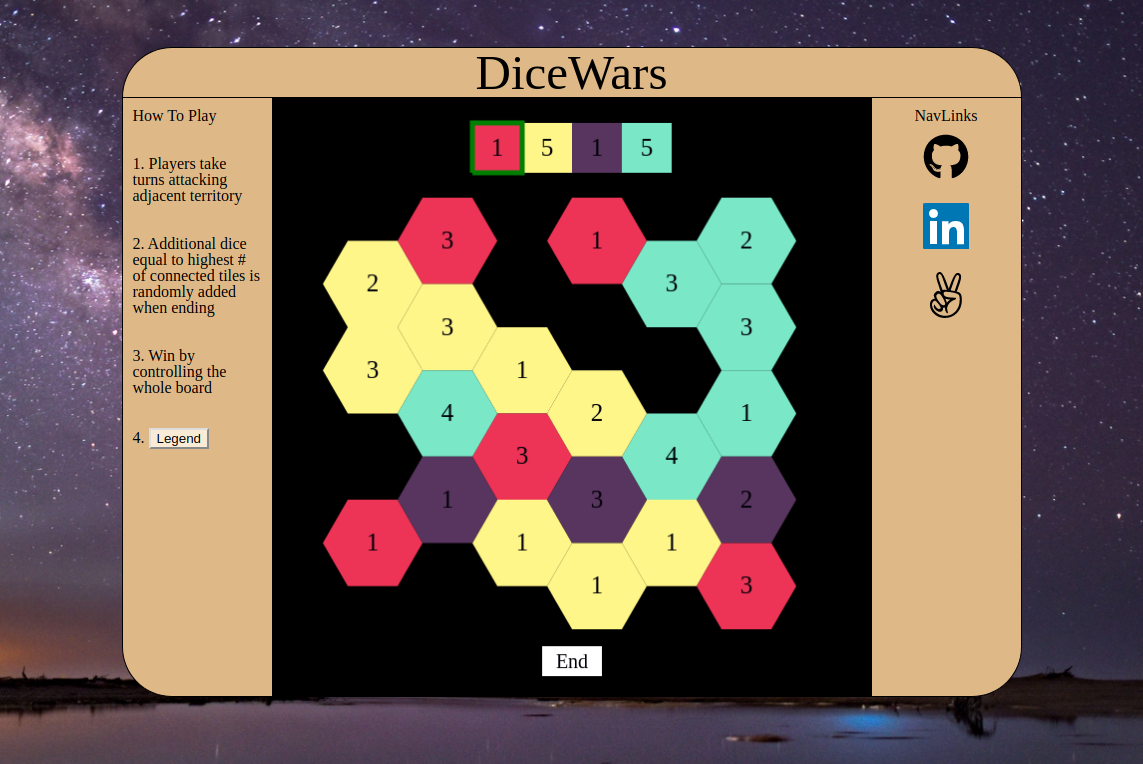 DiceWars
How To Play
1. Players take
turns attacking
adjacent territory
2. Additional dice
equal to highest #
of connected tiles is
randomly added
when ending
3. Win by
controlling the
whole board
4. Legend
1 5 1 5
3 1 2
2 3
3 3
3 1
4 2 1
3 4
1 3 2
1 1 1
1 3
End
NavLinks
in